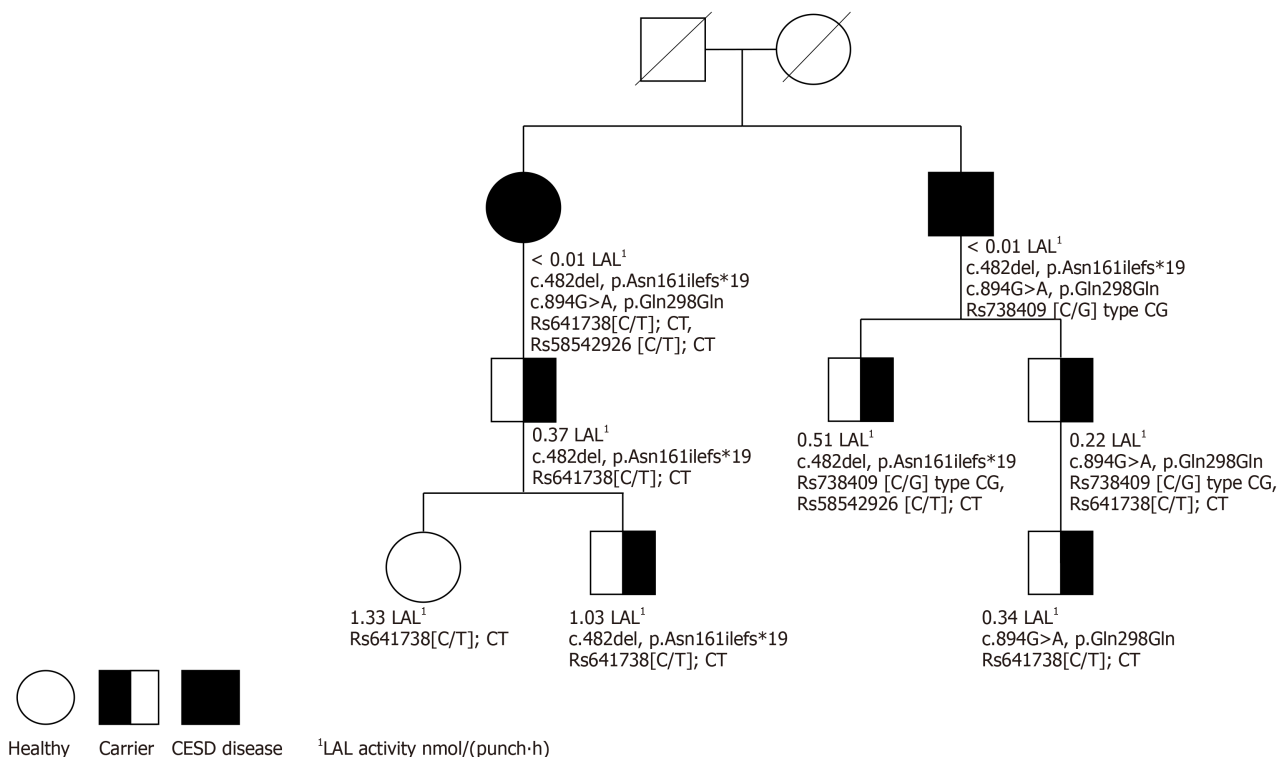 < 0.01 LAL¹
c.482del, p.Asn161ilefs*19
c.894G>A, p.Gln298Gln
Rs641738[C/T]; CT,
Rs58542926 [C/T]; CT
< 0.01 LAL¹
c.482del, p.Asn161ilefs*19
c.894G>A, p.Gln298Gln
Rs738409 [C/G] type CG
0.37 LAL¹
c.482del, p.Asn161ilefs*19
Rs641738[C/T]; CT
0.51 LAL¹
c.482del, p.Asn161ilefs*19
Rs738409 [C/G] type CG,
Rs58542926 [C/T]; CT
0.22 LAL¹
c.894G>A, p.Gln298Gln
Rs738409 [C/G] type CG,
Rs641738[C/T]; CT
1.33 LAL¹
Rs641738[C/T]; CT
1.03 LAL¹
c.482del, p.Asn161ilefs*19
Rs641738[C/T]; CT
0.34 LAL¹
c.894G>A, p.Gln298Gln
Rs641738[C/T]; CT
Healthy Carrier CESD disease ¹LAL activity nmol/(punch·h)